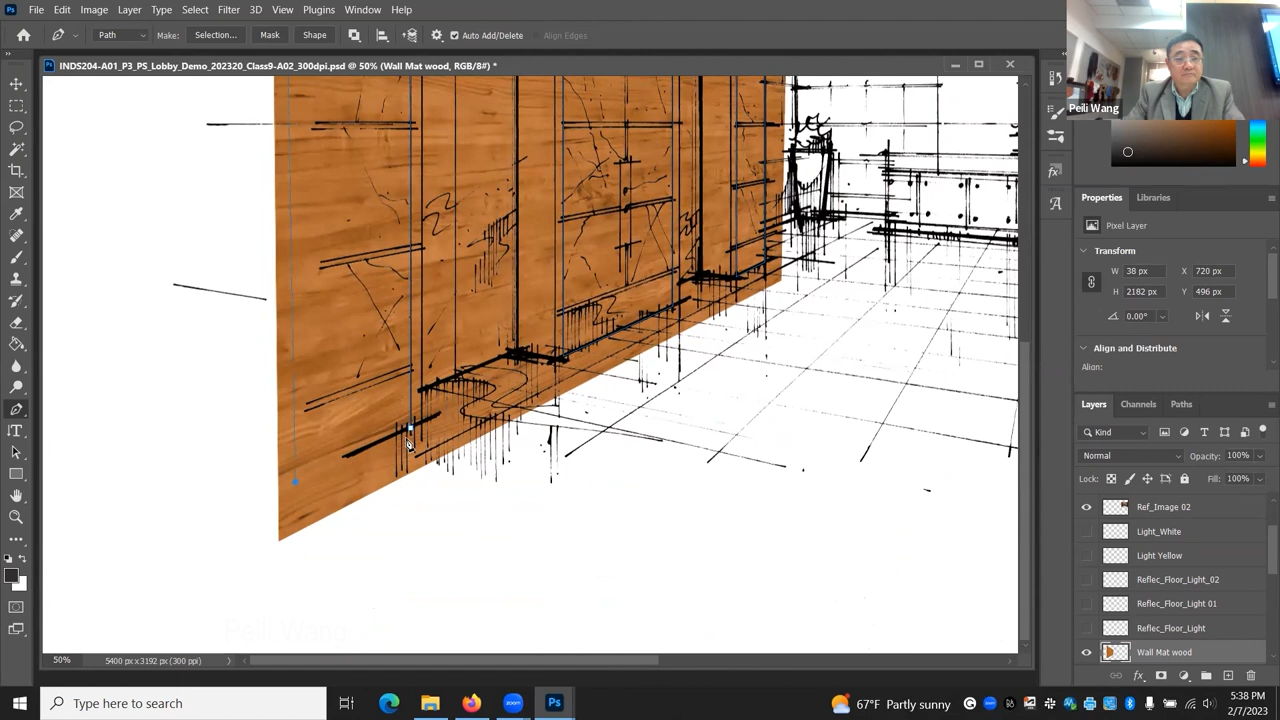 File Edit Image Layer Type Select Filter 3D View Plugins Window Help
Path Make: Selection... Mask Shape Auto Add/Delete Align Edges
INDS204-A01_P3_PS_Lobby_Demo_202320_Class9-A02_300dpi.psd @ 50% (Wall Mat wood, RGB/8#) *
Peili Wang
Properties Libraries
Pixel Layer
Transform
W 38 px X 720 px
H 2182 px Y 496 px
0.00°
Align and Distribute
Align:
Layers Channels Paths
Kind
Normal Opacity: 100%
Lock: Fill: 100%
Ref_Image 02
Light_White
Light Yellow
Reflec_Floor_Light_02
Reflec_Floor_Light 01
Reflec_Floor_Light
Wall Mat wood
Peili Wang
50% 5400 px x 3192 px (300 ppi)
Type here to search
67°F Partly sunny
5:38 PM
2/7/2023